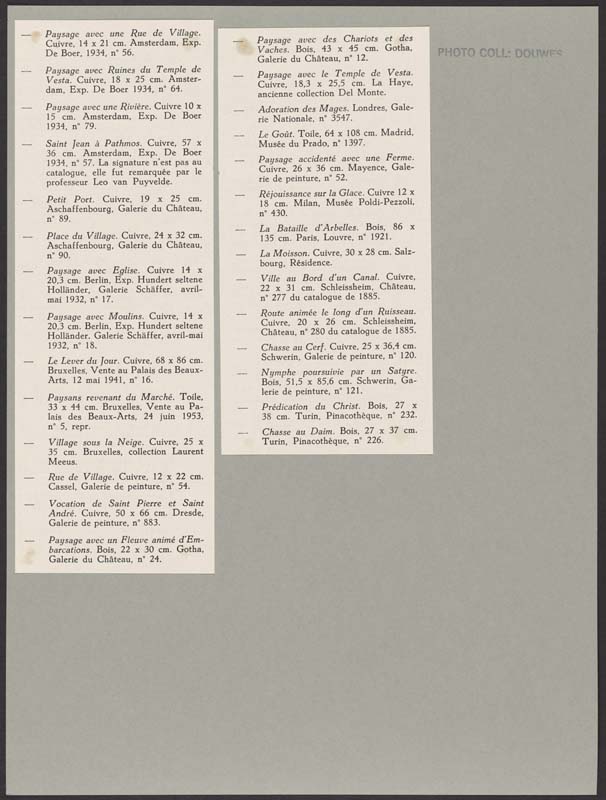 — Paysage avec une Rue de Village.
Cuivre, 14 x 21 cm. Amsterdam, Exp.
De Boer, 1934, n° 56.
— Paysage avec Ruines du Temple de
Vesta. Cuivre, 18 x 25 cm. Amster-
dam, Exp. De Boer 1934, n° 64.
— Paysage avec une Rivière. Cuivre 10 x
15 cm. Amsterdam, Exp. De Boer
1934, n° 79.
— Saint Jean à Pathmos. Cuivre, 57 x
36 cm. Amsterdam, Exp. De Boer
1934, n° 57. La signature n'est pas au
catalogue, elle fut remarquée par le
professeur Leo van Puyvelde.
— Petit Port. Cuivre, 19 x 25 cm.
Aschaffenbourg, Galerie du Château,
n° 89.
— Place du Village. Cuivre, 24 x 32 cm.
Aschaffenbourg, Galerie du Château,
n° 90.
— Paysage avec Eglise. Cuivre 14 x
20,3 cm. Berlin, Exp. Hundert seltene
Holländer, Galerie Schäffer, avril-
mai 1932, n° 17.
— Paysage avec Moulins. Cuivre, 14 x
20,3 cm. Berlin, Exp. Hundert seltene
Holländer. Galerie Schäffer, avril-mai
1932, n° 18.
— Le Lever du Jour. Cuivre, 68 x 86 cm.
Bruxelles, Vente au Palais des Beaux-
Arts, 12 mai 1941, n° 16.
— Paysans revenant du Marché. Toile,
33 x 44 cm. Bruxelles, Vente au Pa-
lais des Beaux-Arts, 24 juin 1953,
n° 5, repr.
— Village sous la Neige. Cuivre, 25 x
35 cm. Bruxelles, collection Laurent
Meeus.
— Rue de Village. Cuivre, 12 x 22 cm.
Cassel, Galerie de peinture, n° 54.
— Vocation de Saint Pierre et Saint
André. Cuivre, 50 x 66 cm. Dresde,
Galerie de peinture, n° 883.
— Paysage avec un Fleuve animé d'Em-
barcations. Bois, 22 x 30 cm. Gotha,
Galerie du Château, n° 24.
— Paysage avec des Chariots et des
Vaches. Bois, 43 x 45 cm. Gotha,
Galerie du Château, n° 12.
— Paysage avec le Temple de Vesta.
Cuivre, 18,3 x 25,5 cm. La Haye,
ancienne collection Del Monte.
— Adoration des Mages. Londres, Gale-
rie Nationale, n° 3547.
— Le Goût. Toile, 64 x 108 cm. Madrid,
Musée du Prado, n° 1397.
— Paysage accidenté avec une Ferme.
Cuivre, 26 x 36 cm. Mayence, Gale-
rie de peinture, n° 52.
— Réjouissance sur la Glace. Cuivre 12 x
18 cm. Milan, Musée Poldi-Pezzoli,
n° 430.
— La Bataille d'Arbelles. Bois, 86 x
135 cm. Paris, Louvre, n° 1921.
— La Moisson. Cuivre, 30 x 28 cm. Salz-
bourg, Résidence.
— Ville au Bord d'un Canal. Cuivre,
22 x 31 cm. Schleissheim, Château,
n° 277 du catalogue de 1885.
— Route animée le long d'un Ruisseau.
Cuivre, 20 x 26 cm. Schleissheim,
Château, n° 280 du catalogue de 1885.
— Chasse au Cerf. Cuivre, 25 x 36,4 cm.
Schwerin, Galerie de peinture, n° 120.
— Nymphe poursuivie par un Satyre.
Bois, 51,5 x 85,6 cm. Schwerin, Ga-
lerie de peinture, n° 121.
— Prédication du Christ. Bois, 27 x
38 cm. Turin, Pinacothèque, n° 232.
— Chasse au Daim. Bois, 27 x 37 cm.
Turin, Pinacothèque, n° 226.
PHOTO COLL: DOUWES